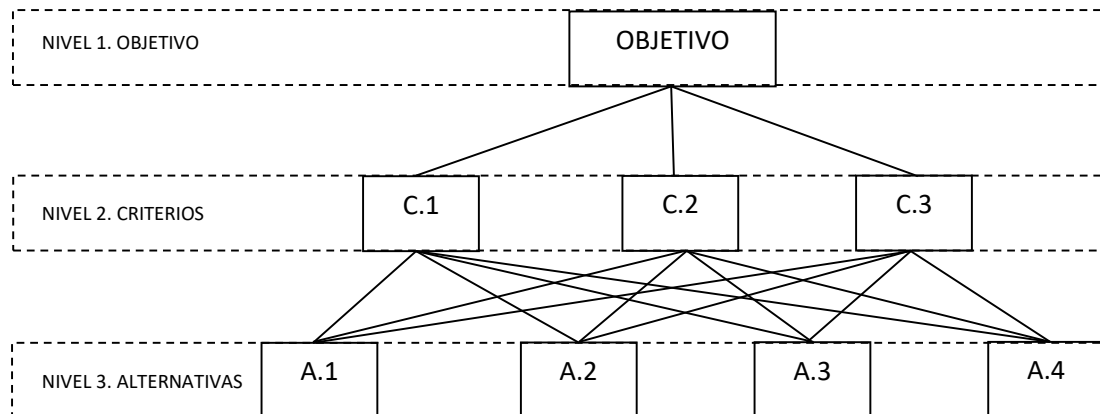 NIVEL 1. OBJETIVO
OBJETIVO
NIVEL 2. CRITERIOS
C.1
C.2
C.3
NIVEL 3. ALTERNATIVAS
A.1
A.2
A.3
A.4